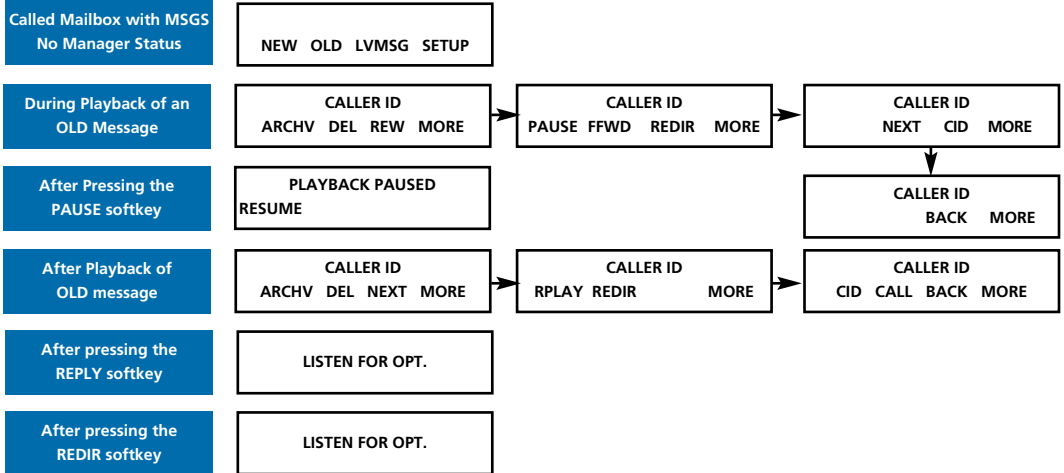 Called Mailbox with MSGS
No Manager Status
NEW OLD LVMSG SETUP
During Playback of an
OLD Message
CALLER ID
ARCHV DEL REW MORE
CALLER ID
PAUSE FFWD REDIR MORE
CALLER ID
NEXT CID MORE
After Pressing the
PAUSE softkey
PLAYBACK PAUSED
RESUME
CALLER ID
BACK MORE
After Playback of
OLD message
CALLER ID
ARCHV DEL NEXT MORE
CALLER ID
RPLAY REDIR MORE
CALLER ID
CID CALL BACK MORE
After pressing the
REPLY softkey
LISTEN FOR OPT.
After pressing the
REDIR softkey
LISTEN FOR OPT.